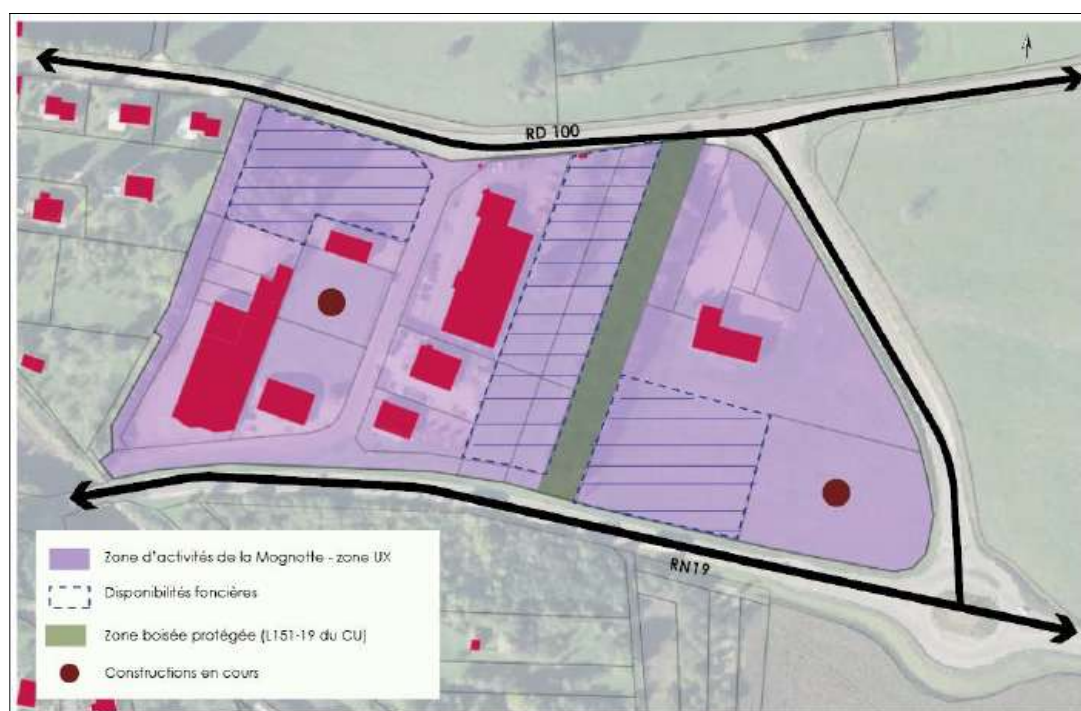 RD 100
RN19
Zone d'activités de la Mognotte - zone UX
Disponibilités foncières
Zone boisée protégée (L151-19 du CU)
Constructions en cours